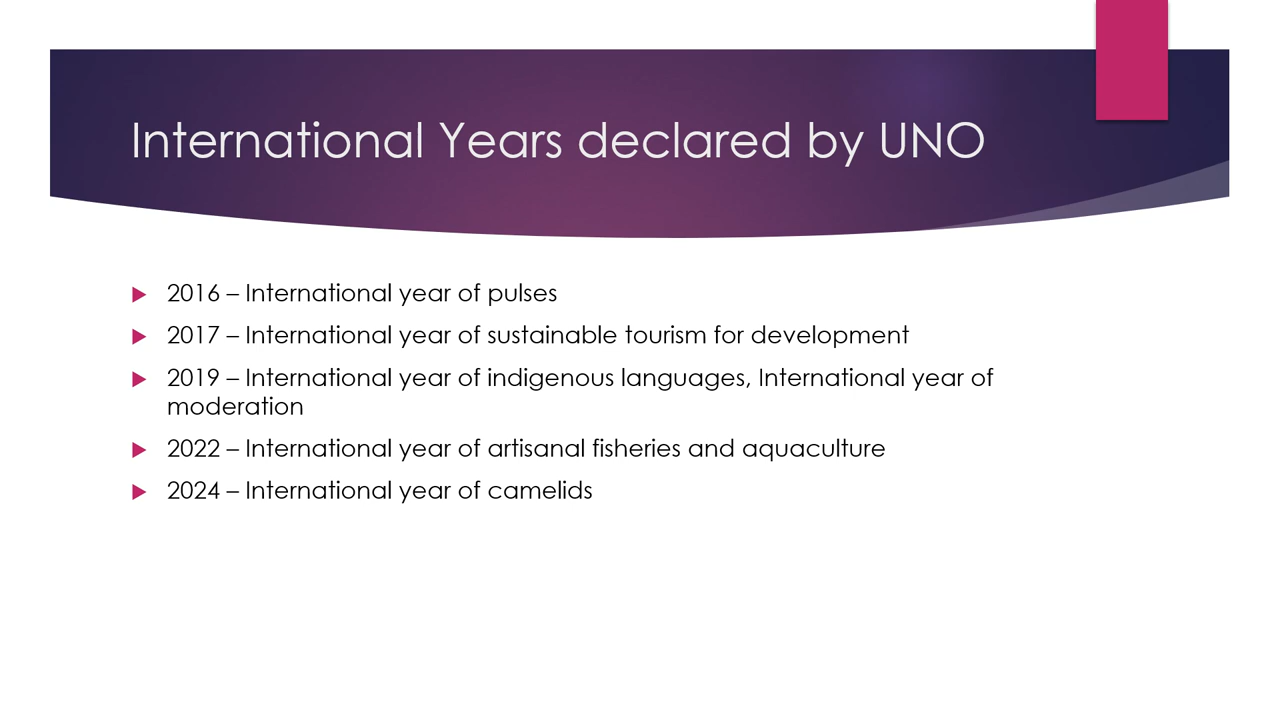 International Years declared by UNO
2016 – International year of pulses
2017 – International year of sustainable tourism for development
2019 – International year of indigenous languages, International year of
moderation
2022 – International year of artisanal fisheries and aquaculture
2024 – International year of camelids